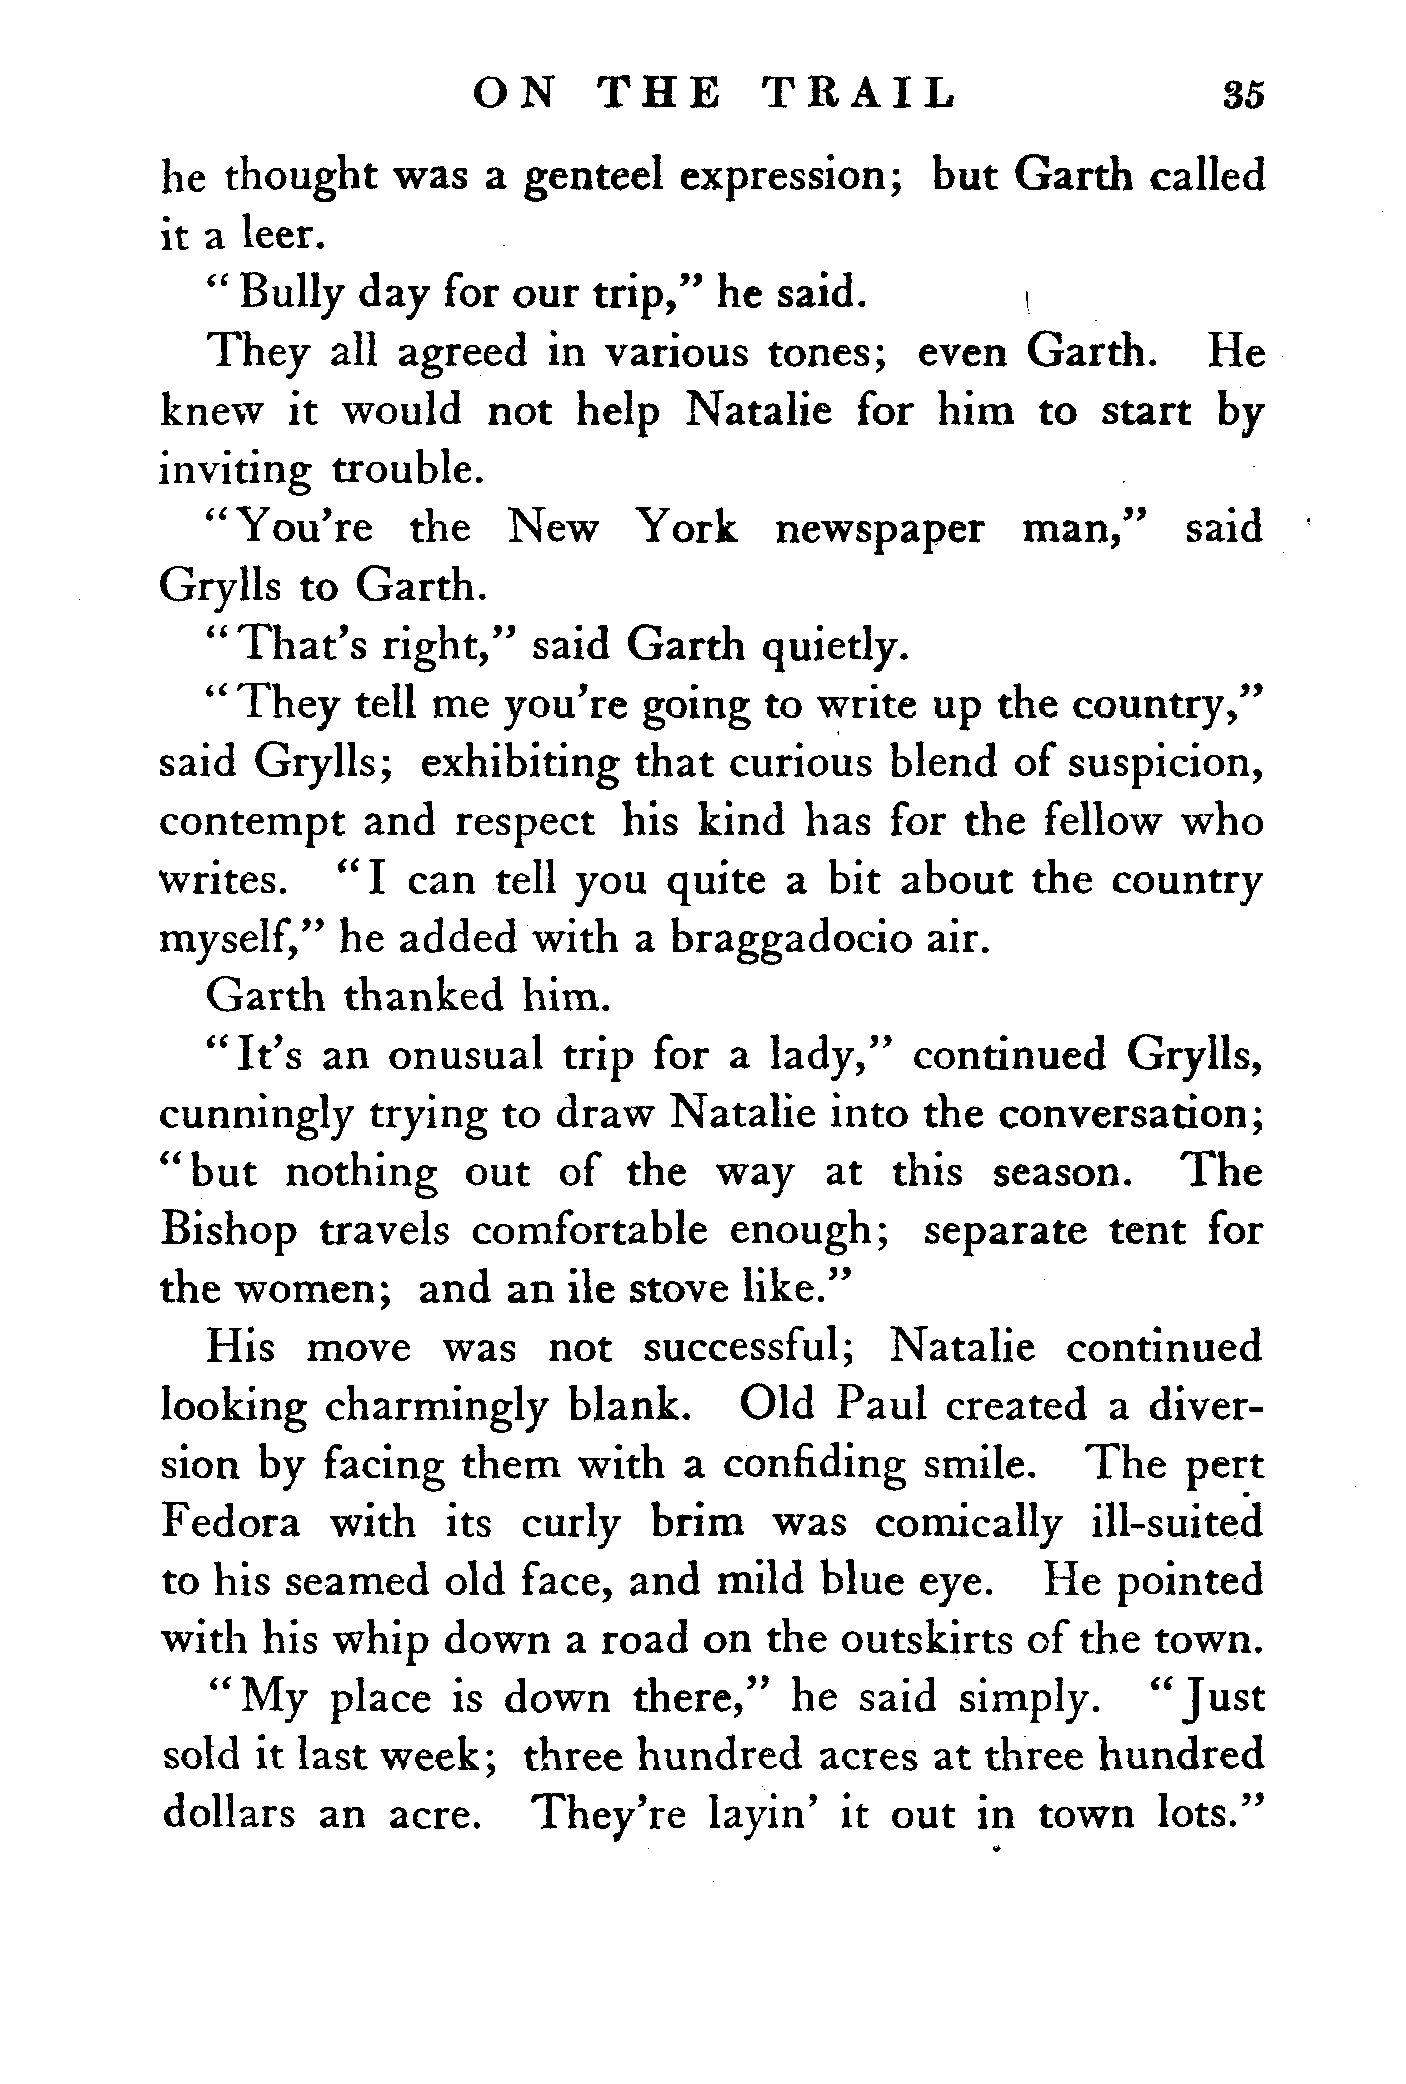 ON THE TRAIL 35
he thought was a genteel expression; but Garth called
it a leer.
"Bully day for our trip," he said.
They all agreed in various tones; even Garth. He
knew it would not help Natalie for him to start by
inviting trouble.
"You're the New York newspaper man," said
Grylls to Garth.
"That's right," said Garth quietly.
"They tell me you're going to write up the country,"
said Grylls; exhibiting that curious blend of suspicion,
contempt and respect his kind has for the fellow who
writes. "I can tell you quite a bit about the country
myself," he added with a braggadocio air.
Garth thanked him.
"It's an onusual trip for a lady," continued Grylls,
cunningly trying to draw Natalie into the conversation;
"but nothing out of the way at this season. The
Bishop travels comfortable enough; separate tent for
the women; and an ile stove like."
His move was not successful; Natalie continued
looking charmingly blank. Old Paul created a diver-
sion by facing them with a confiding smile. The pert
Fedora with its curly brim was comically ill-suited
to his seamed old face, and mild blue eye. He pointed
with his whip down a road on the outskirts of the town.
"My place is down there," he said simply. "Just
sold it last week; three hundred acres at three hundred
dollars an acre. They're layin' it out in town lots."